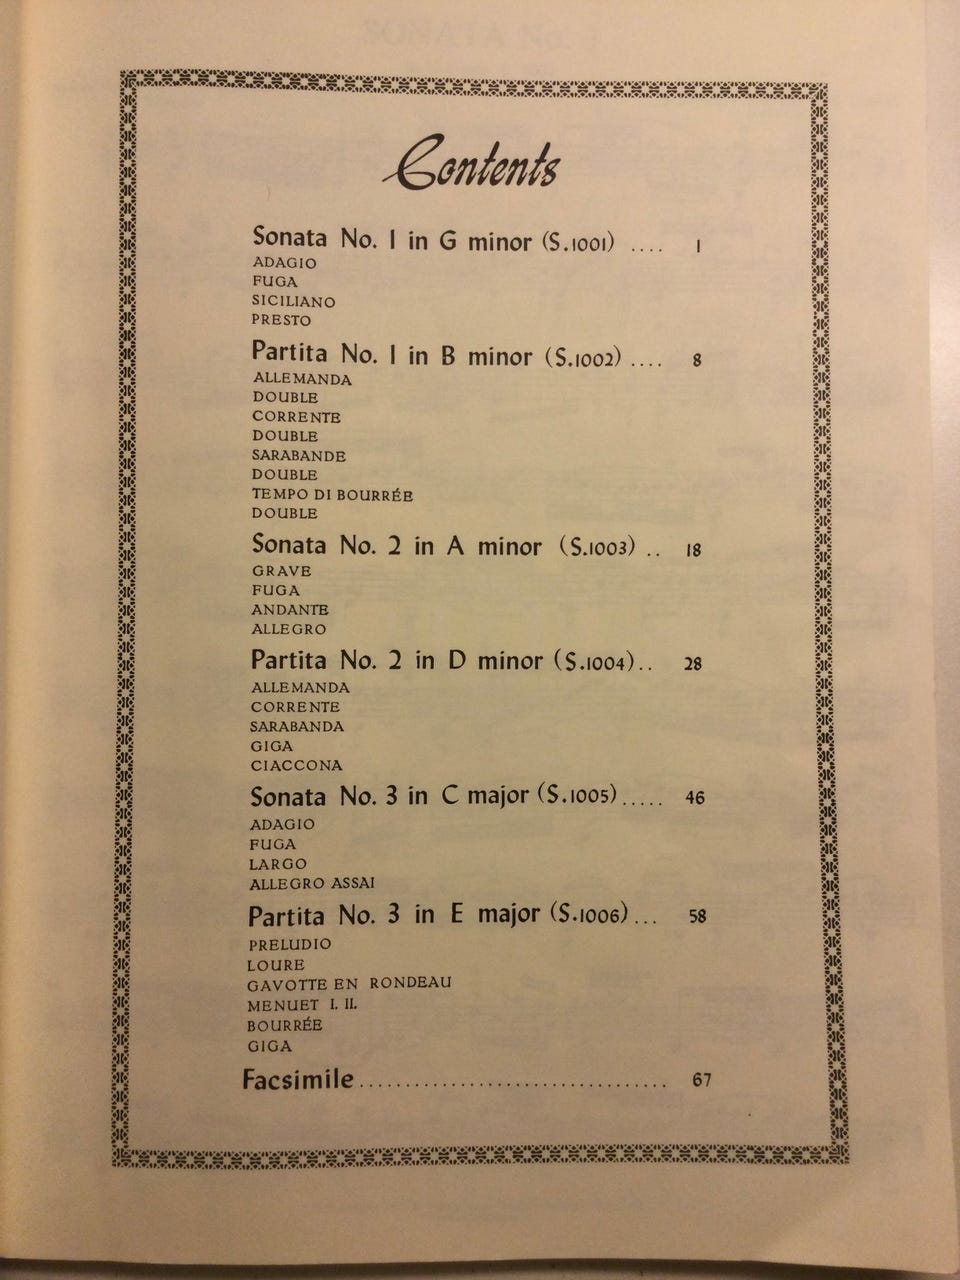 Contents
Sonata No. 1 in G minor (S.1001) .... 1
ADAGIO
FUGA
SICILIANO
PRESTO
Partita No. 1 in B minor (S.1002) .... 8
ALLEMANDA
DOUBLE
CORRENTE
DOUBLE
SARABANDE
DOUBLE
TEMPO DI BOURRÉE
DOUBLE
Sonata No. 2 in A minor (S.1003) .. 18
GRAVE
FUGA
ANDANTE
ALLEGRO
Partita No. 2 in D minor (S.1004).. 28
ALLEMANDA
CORRENTE
SARABANDA
GIGA
CIACCONA
Sonata No. 3 in C major (S.1005)..... 46
ADAGIO
FUGA
LARGO
ALLEGRO ASSAI
Partita No. 3 in E major (S.1006)... 58
PRELUDIO
LOURE
GAVOTTE EN RONDEAU
MENUET I. II.
BOURRÉE
GIGA
Facsimile.................................. 67